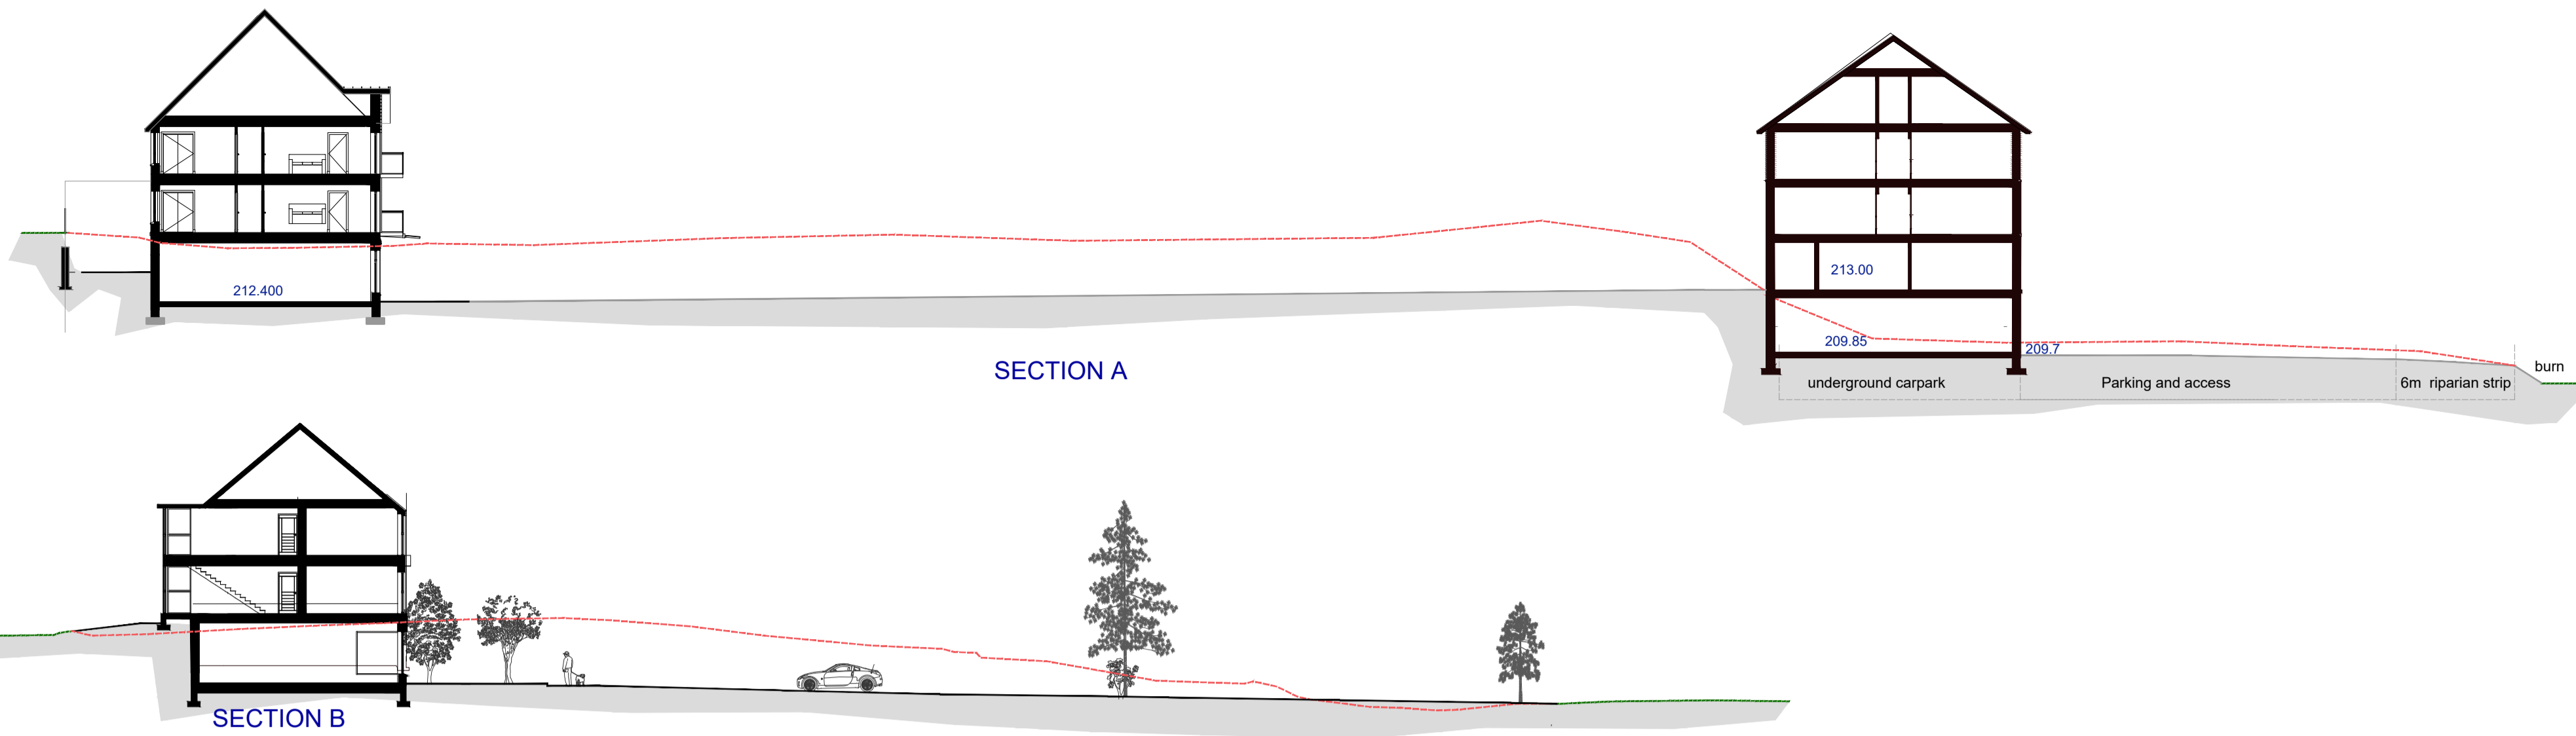 212.400
213.00
209.85
209.7
SECTION A
underground carpark
Parking and access
6m riparian strip
burn
SECTION B